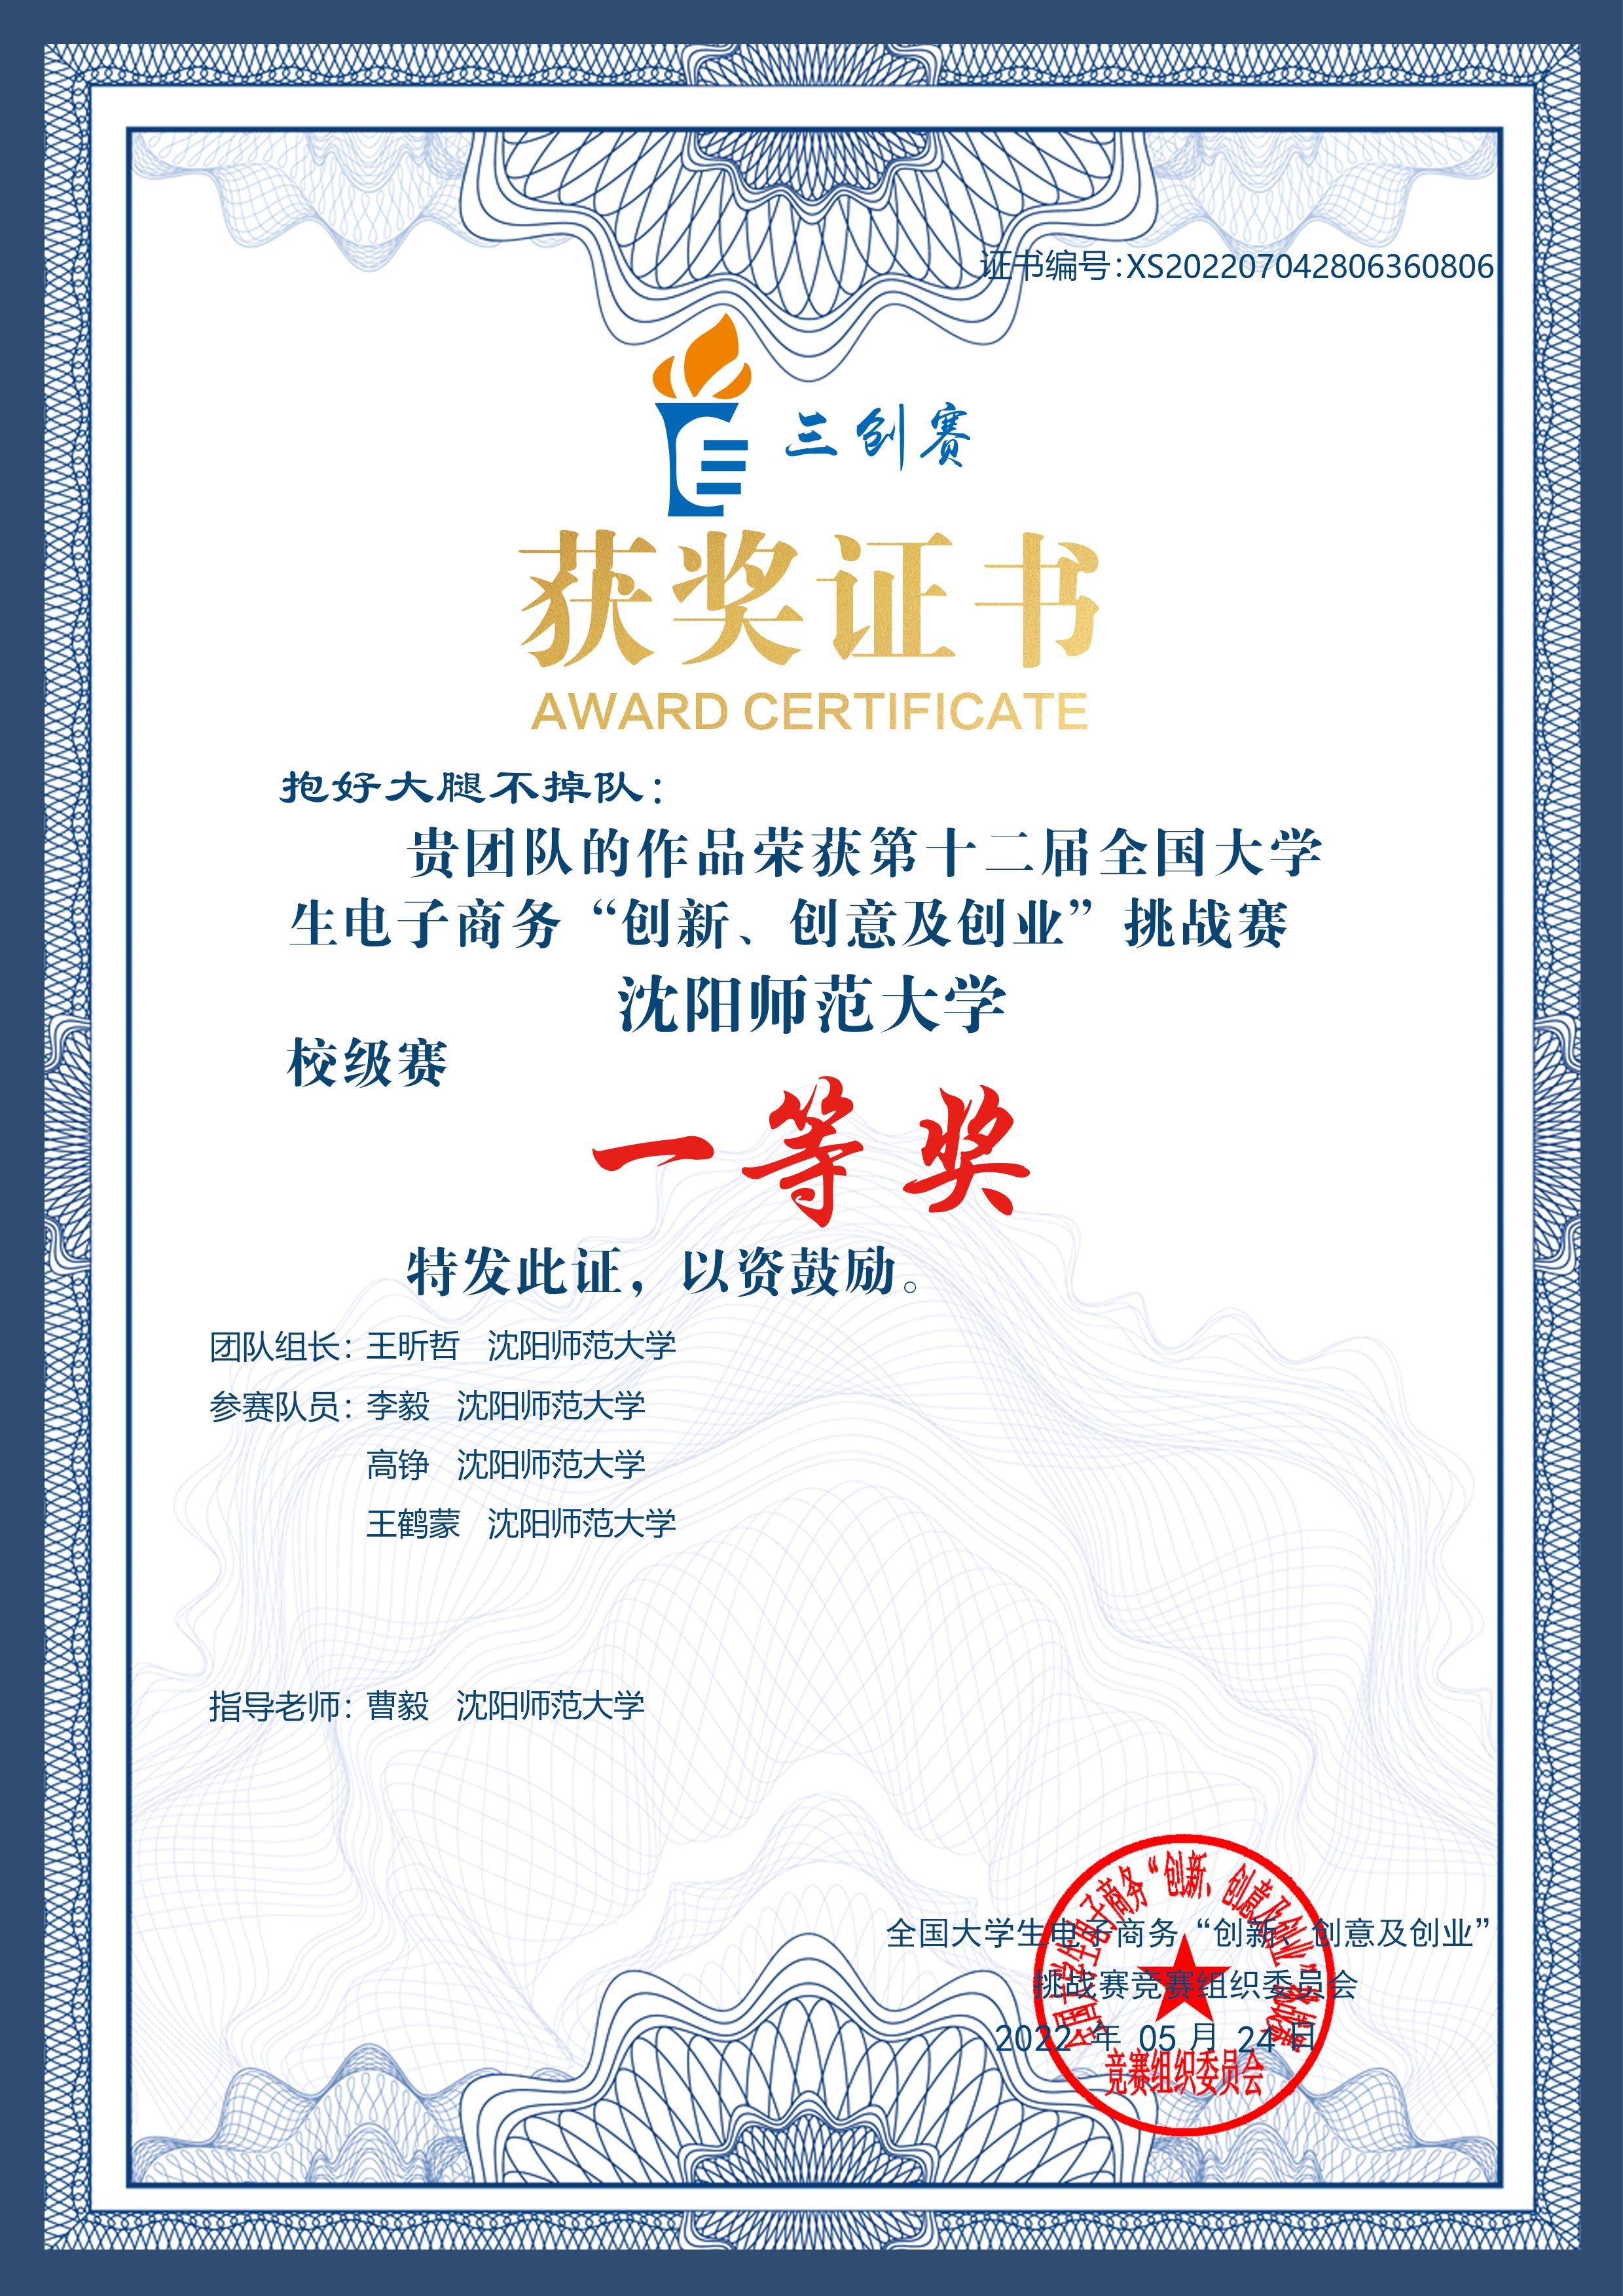 证书编号：XS202207042806360806
三创赛
获奖证书
AWARD CERTIFICATE
抱好大腿不掉队：
贵团队的作品荣获第十二届全国大学
生电子商务“创新、创意及创业”挑战赛
沈阳师范大学
校级赛
一等奖
特发此证，以资鼓励。
团队组长：王昕哲 沈阳师范大学
参赛队员：李毅 沈阳师范大学
高铮 沈阳师范大学
王鹤蒙 沈阳师范大学
指导老师：曹毅 沈阳师范大学
全国大学生电子商务“创新、创意及创业”
挑战赛竞赛组织委员会
2022 年 05 月 24 日
全国大学生电子商务“创新、创意及创业”挑战赛
竞赛组织委员会